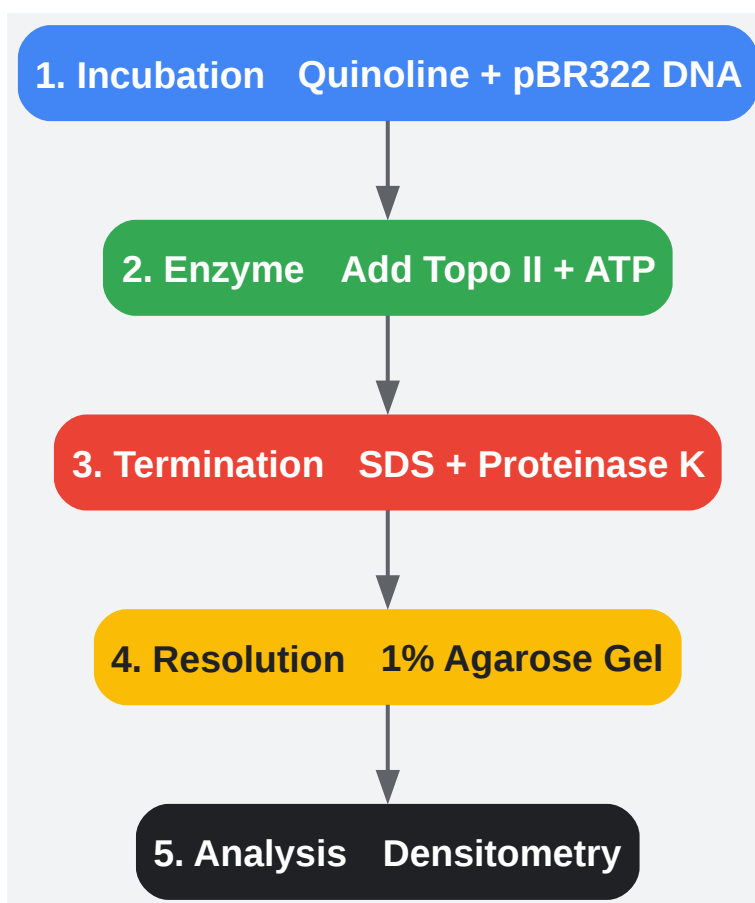 1. Incubation Quinoline + pBR322 DNA
2. Enzyme Add Topo II + ATP
3. Termination SDS + Proteinase K
4. Resolution 1% Agarose Gel
5. Analysis Densitometry